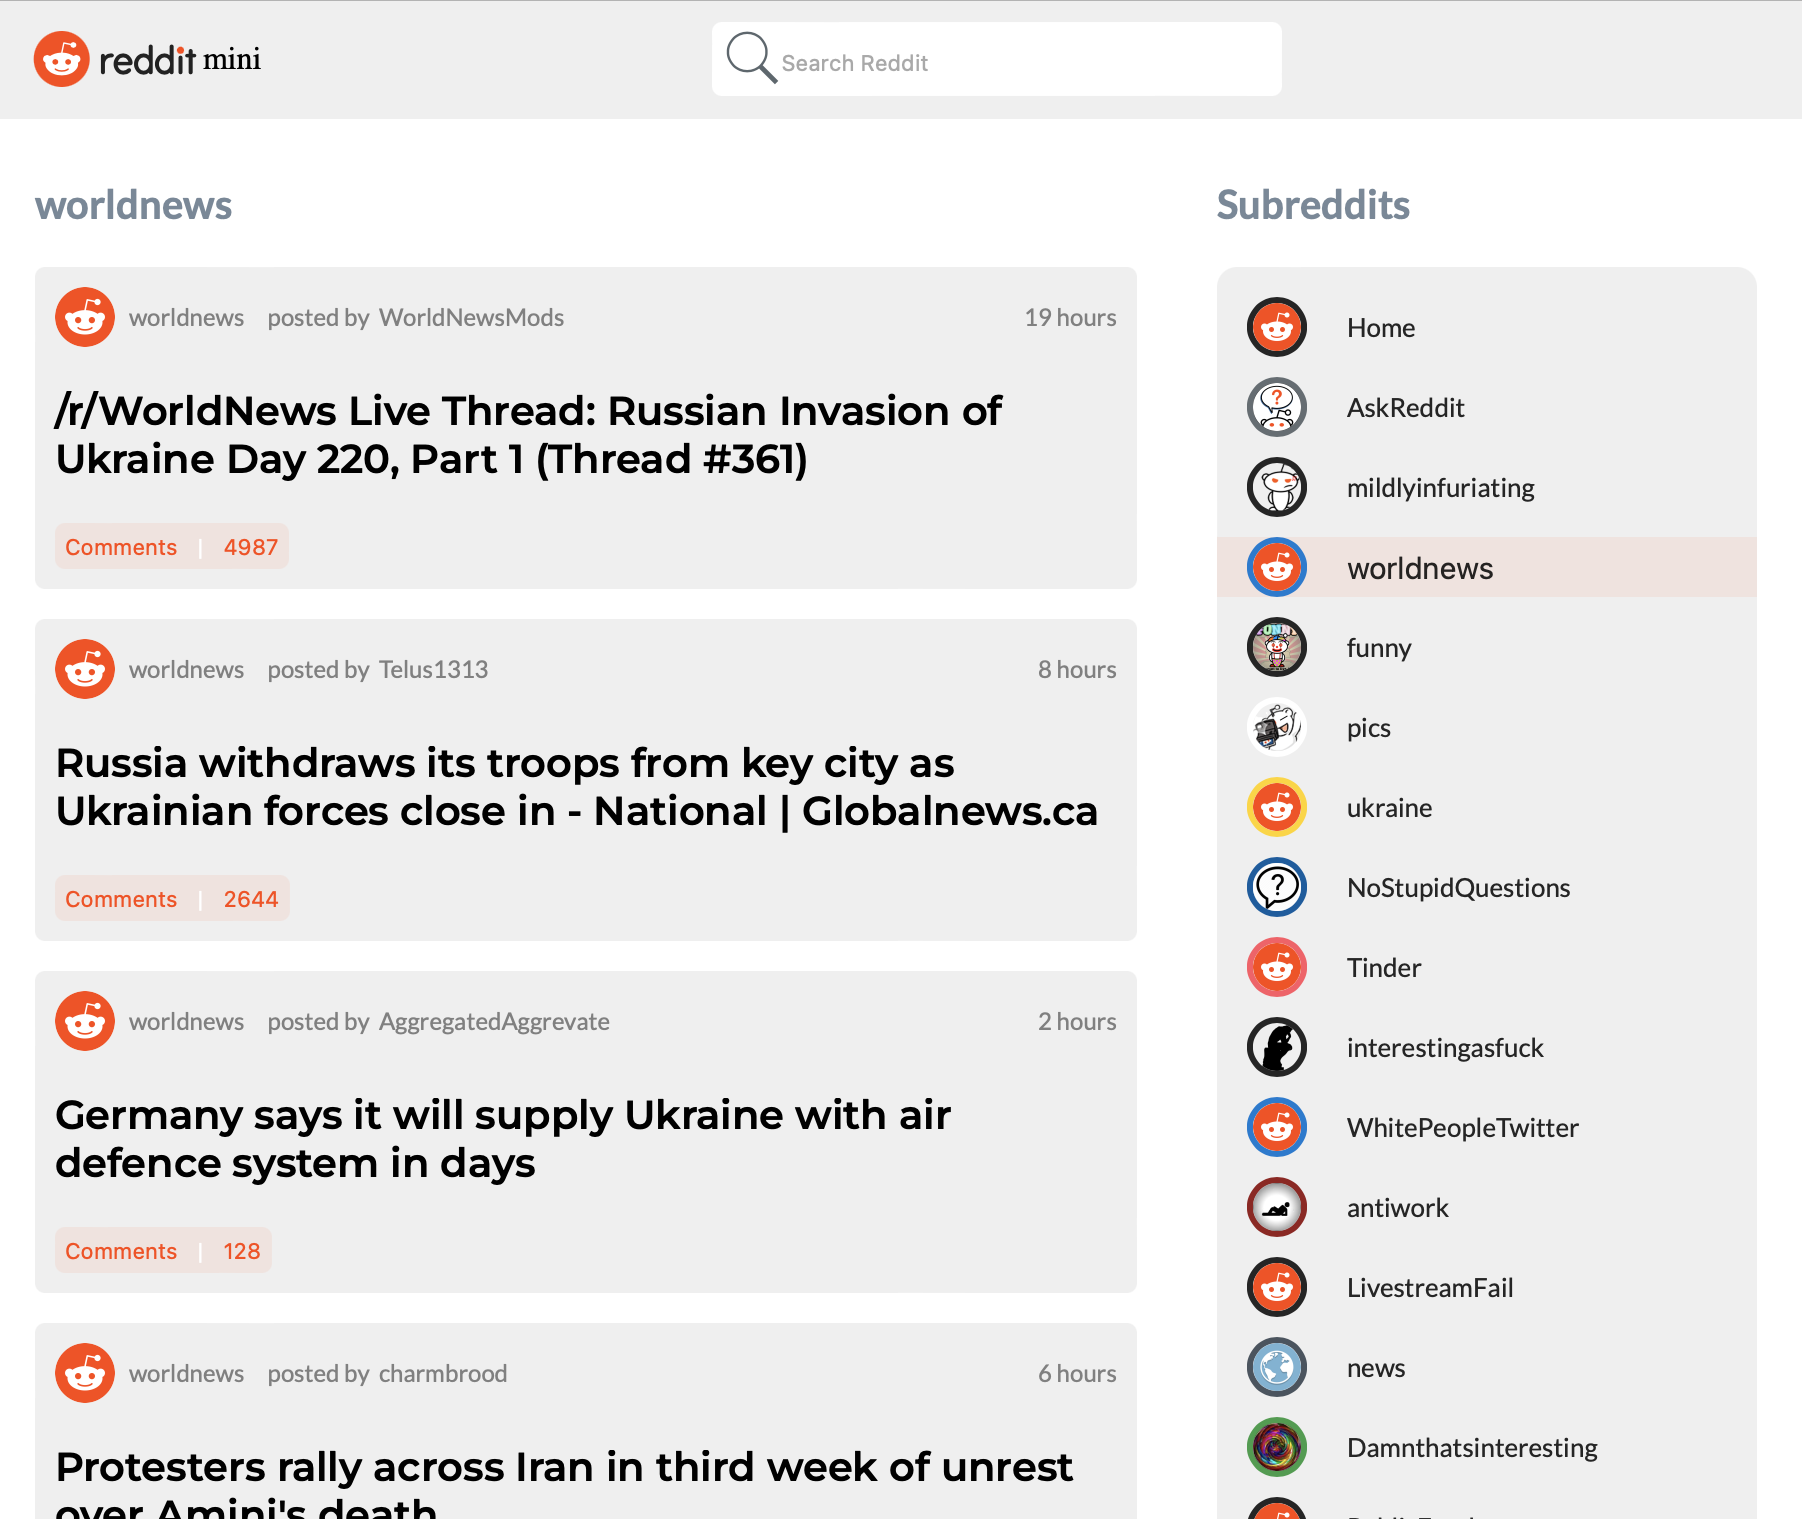 reddit mini
Search Reddit
worldnews
worldnews posted by WorldNewsMods 19 hours
/r/WorldNews Live Thread: Russian Invasion of
Ukraine Day 220, Part 1 (Thread #361)
Comments | 4987
worldnews posted by Telus1313 8 hours
Russia withdraws its troops from key city as
Ukrainian forces close in - National | Globalnews.ca
Comments | 2644
worldnews posted by AggregatedAggrevate 2 hours
Germany says it will supply Ukraine with air
defence system in days
Comments | 128
worldnews posted by charmbrood 6 hours
Protesters rally across Iran in third week of unrest
over Amini's death
Subreddits
Home
AskReddit
mildlyinfuriating
worldnews
funny
pics
ukraine
NoStupidQuestions
Tinder
interestingasfuck
WhitePeopleTwitter
antiwork
LivestreamFail
news
Damnthatsinteresting